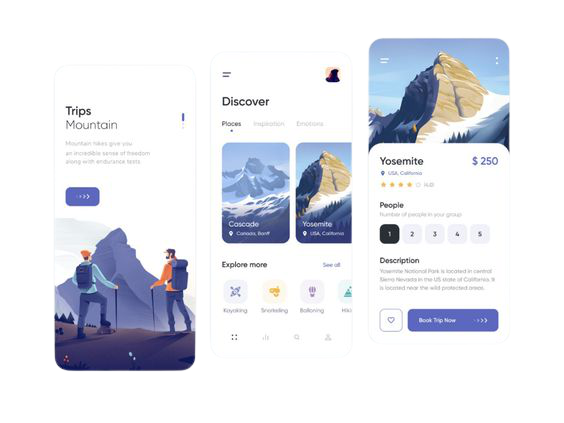 Trips
Mountain
Mountain hikes give you
an incredible sense of freedom
along with endurance tests
Discover
Places
Inspiration
Emotions
Cascade
Canada, Banff
Yosemite
USA, California
Explore more
See all
Kayaking
Snorkeling
Balloning
Hiki
Yosemite
$ 250
USA, California
(4.0)
People
Number of people in your group
1 2 3 4 5
Description
Yosemite National Park is located in central
Sierra Nevada in the US state of California. It
is located near the wild protected areas.
Book Trip Now